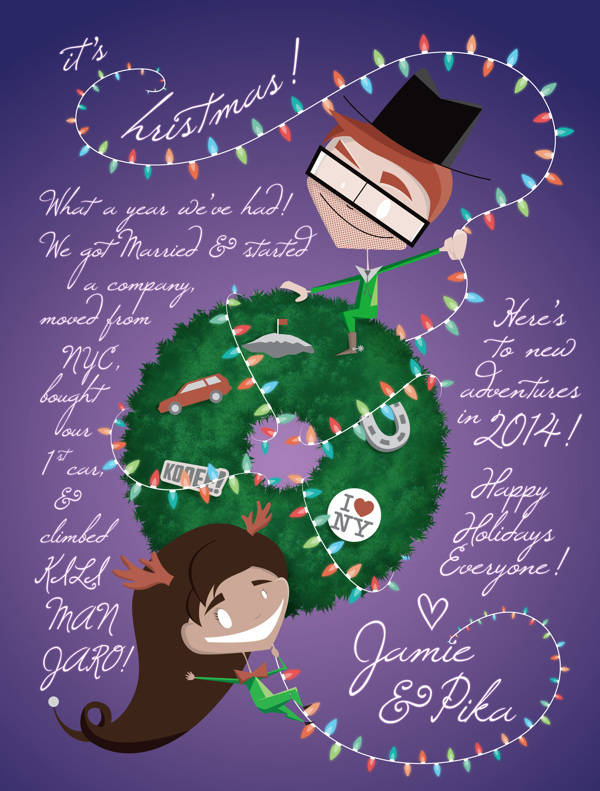 it's
Christmas!
What a year we've had!
We got Married & started
a company,
moved from
NYC,
bought
our
1st car,
&
climbed
KILI
MAN
JARO!
KOOFE!
I ♥
NY
Here's
to new
adventures
in 2014!
Happy
Holidays
Everyone!
♡
Jamie
& Pika